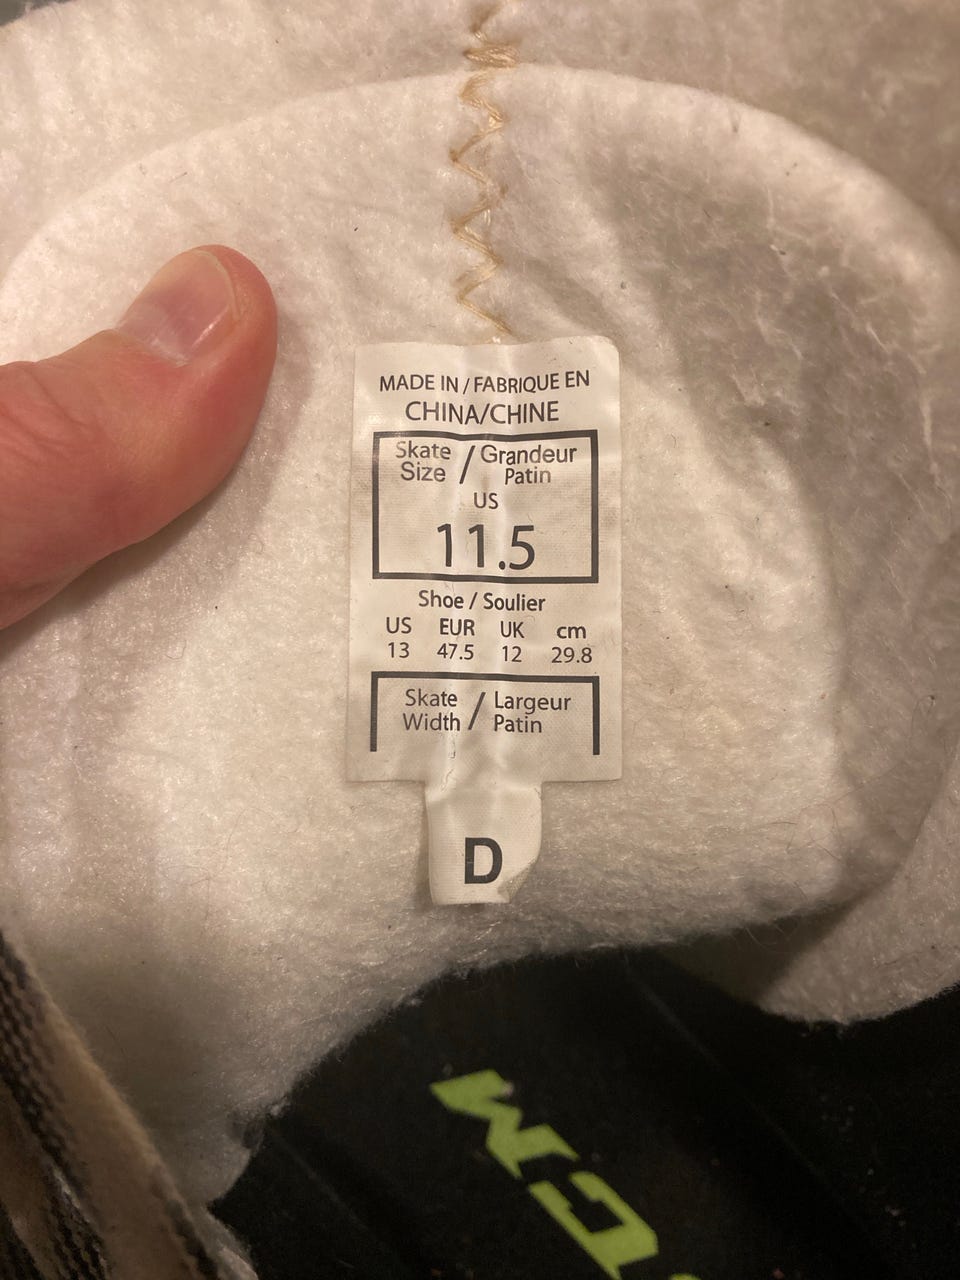 MADE IN / FABRIQUE EN
CHINA/CHINE
Skate Size / Grandeur Patin
US
11.5
Shoe / Soulier
US EUR UK cm
13 47.5 12 29.8
Skate Width / Largeur Patin
D